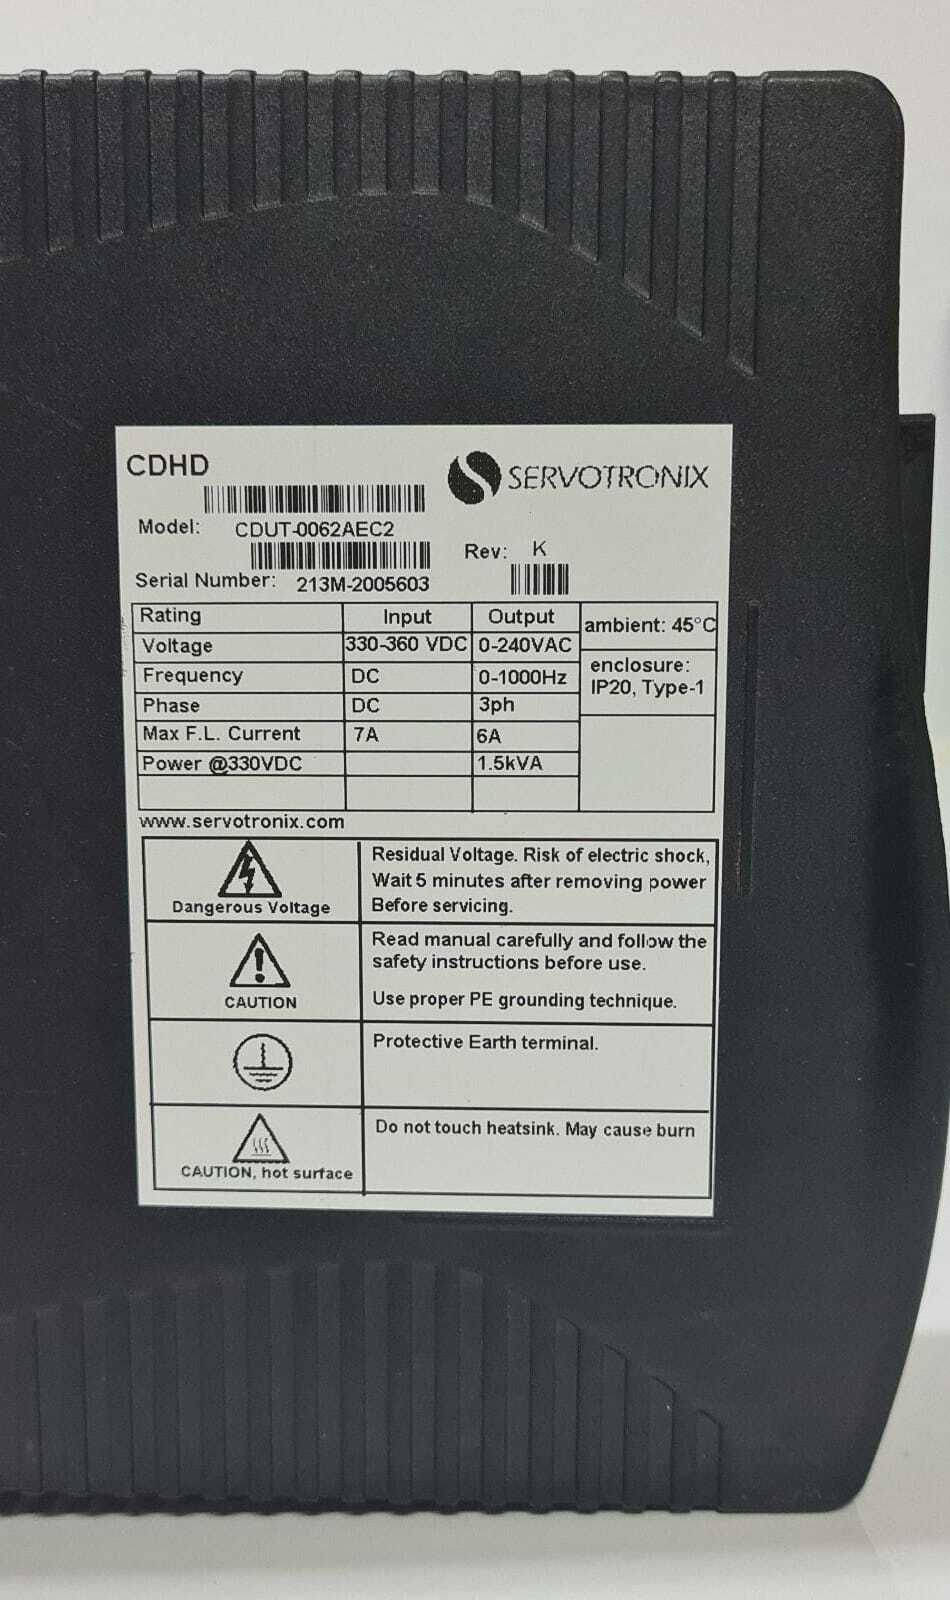 CDHD
SERVOTRONIX
Model: CDUT-0062AEC2
Rev: K
Serial Number: 213M-2005603
Rating Input Output
Voltage 330-360 VDC 0-240VAC
Frequency DC 0-1000Hz
Phase DC 3ph
Max F.L. Current 7A 6A
Power @330VDC 1.5kVA
ambient: 45°C
enclosure:
IP20, Type-1
www.servotronix.com
Dangerous Voltage
Residual Voltage. Risk of electric shock,
Wait 5 minutes after removing power
Before servicing.
CAUTION
Read manual carefully and follow the
safety instructions before use.
Use proper PE grounding technique.
Protective Earth terminal.
CAUTION, hot surface
Do not touch heatsink. May cause burn